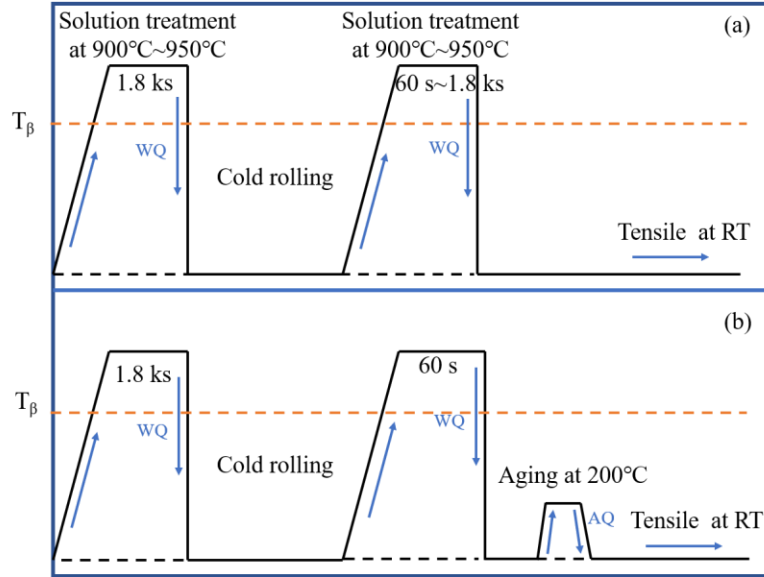 Solution treatment
at 900°C~950°C
Solution treatment
at 900°C~950°C
(a)
1.8 ks
60 s~1.8 ks
Tβ
WQ
WQ
Cold rolling
Tensile at RT
(b)
1.8 ks
60 s
Tβ
WQ
WQ
Cold rolling
Aging at 200°C
AQ
Tensile at RT